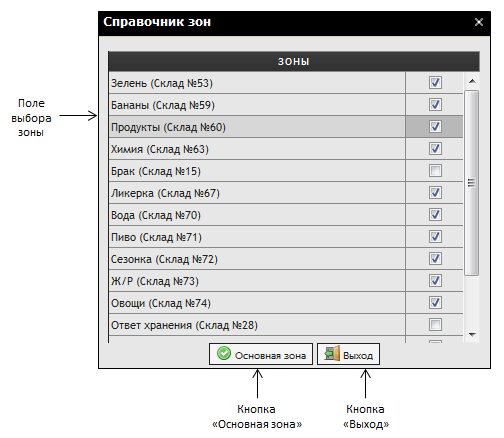 Справочник зон
ЗОНЫ
Зелень (Склад №53)
Бананы (Склад №59)
Продукты (Склад №60)
Химия (Склад №63)
Брак (Склад №15)
Ликерка (Склад №67)
Вода (Склад №70)
Пиво (Склад №71)
Сезонка (Склад №72)
Ж/Р (Склад №73)
Овощи (Склад №74)
Ответ хранения (Склад №28)
Основная зона
Выход
Поле
выбора
зоны
Кнопка
«Основная зона»
Кнопка
«Выход»